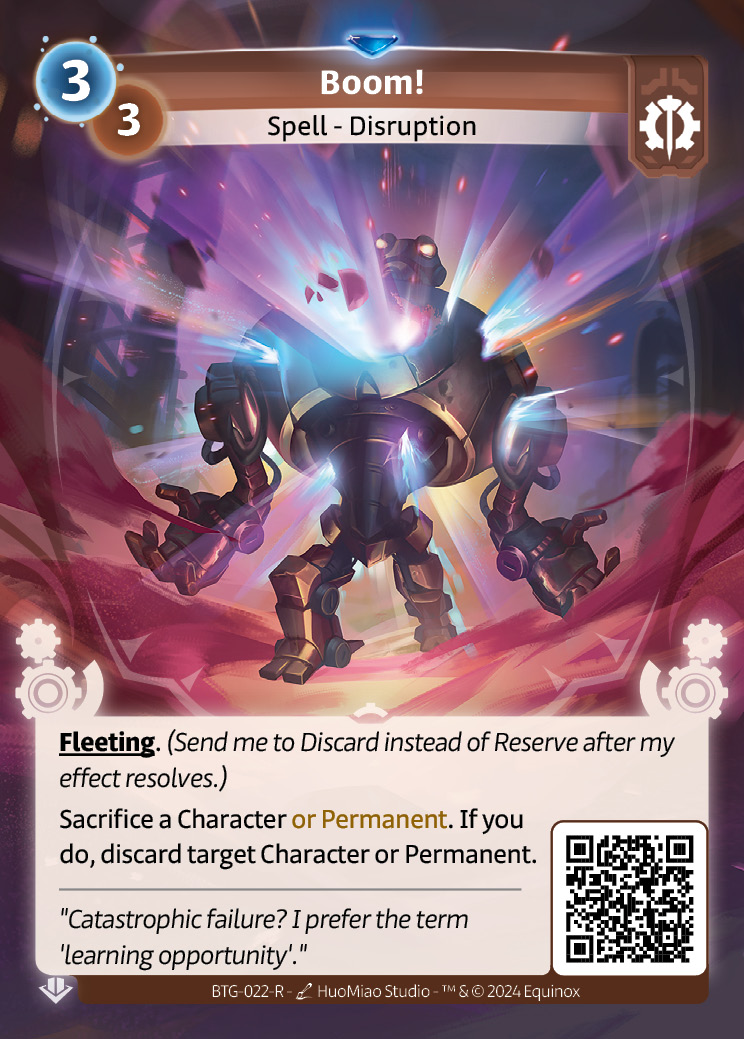 3
Boom!
3
Spell - Disruption
Fleeting. (Send me to Discard instead of Reserve after my
effect resolves.)
Sacrifice a Character or Permanent. If you
do, discard target Character or Permanent.
"Catastrophic failure? I prefer the term
'learning opportunity'."
BTG-022-R - HuoMiao Studio - ™ & © 2024 Equinox